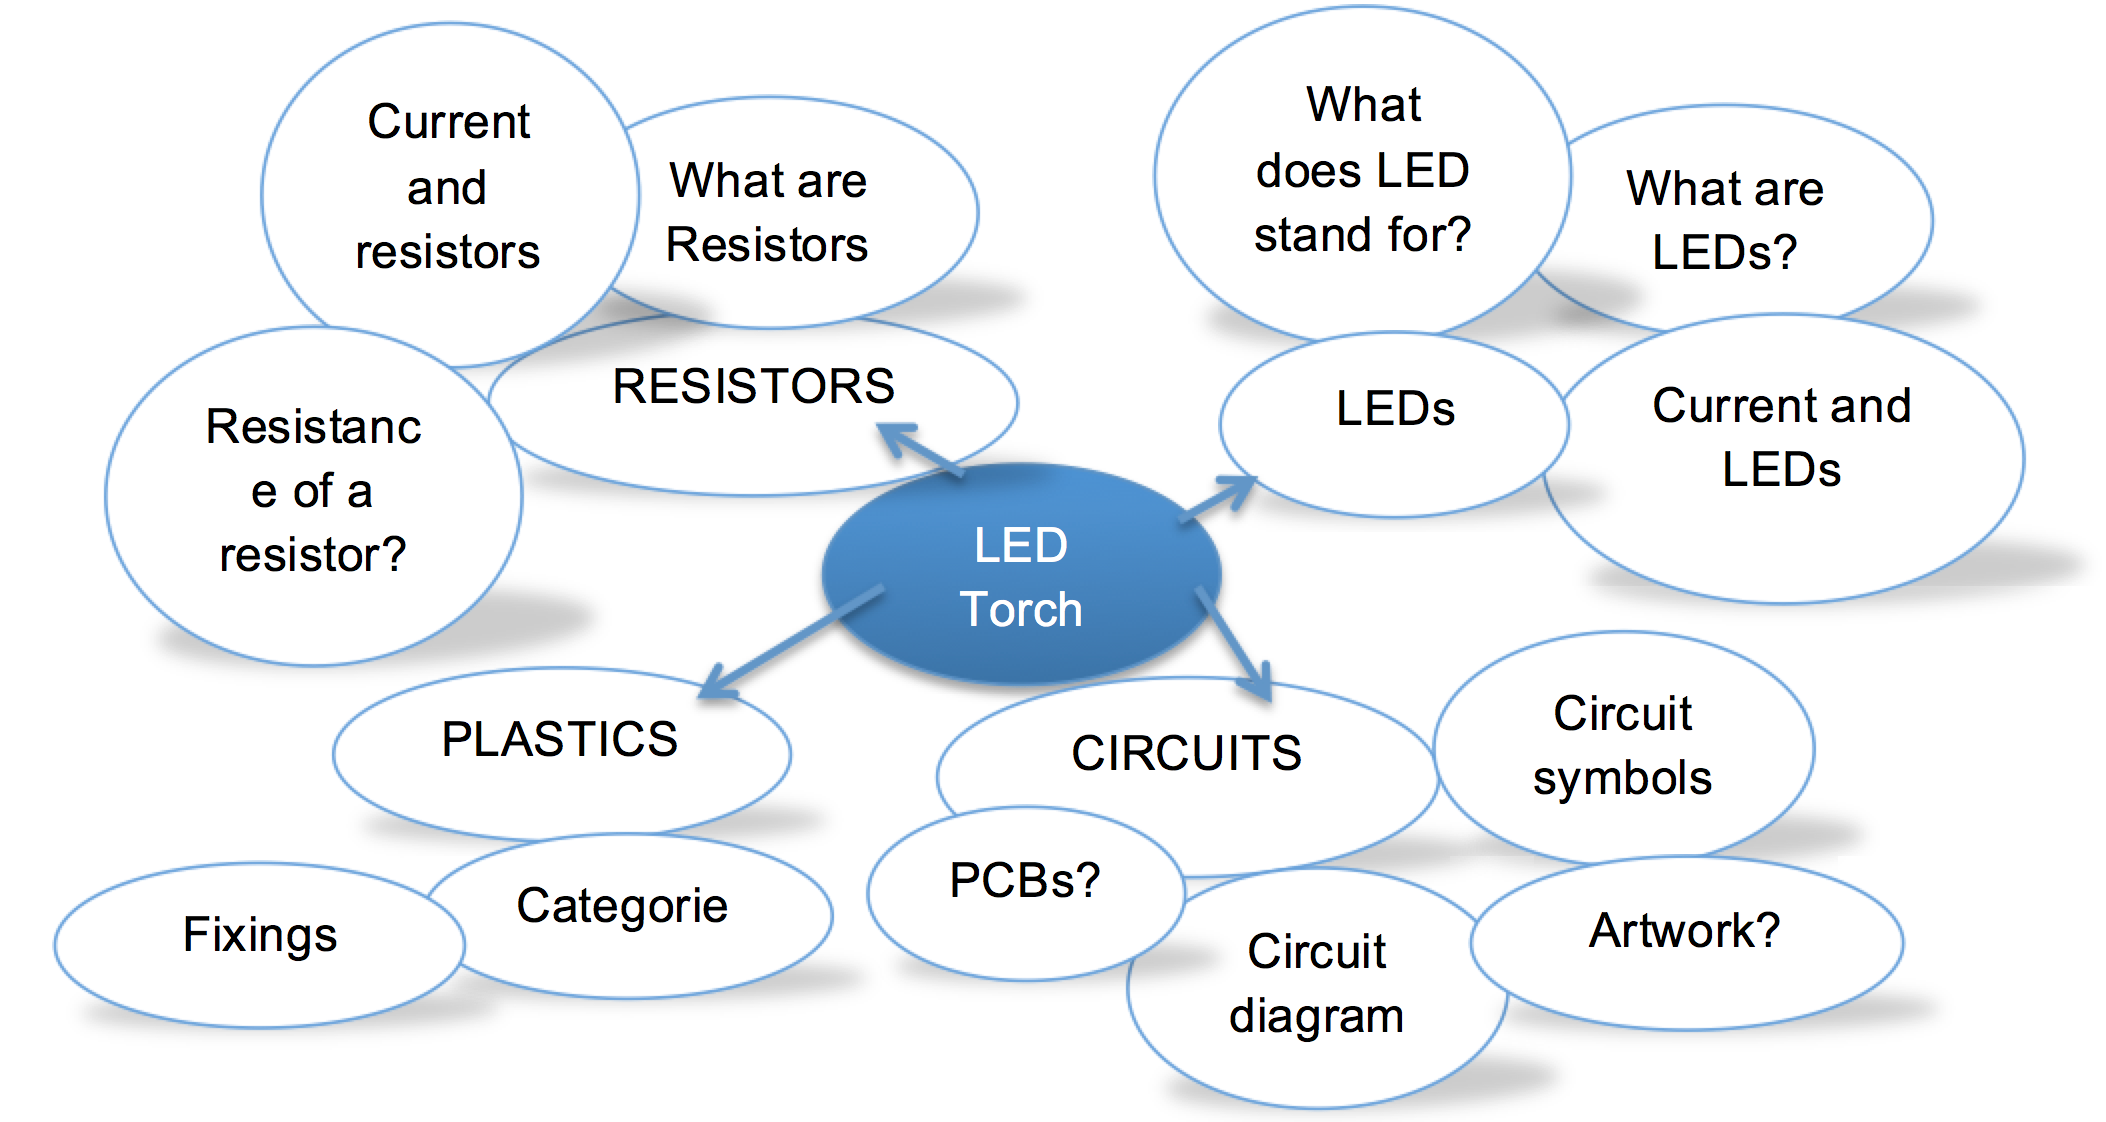 Current
and
resistors
What are
Resistors
What
does LED
stand for?
What are
LEDs?
Resistanc
e of a
resistor?
RESISTORS
LEDs
Current and
LEDs
LED
Torch
PLASTICS
CIRCUITS
Circuit
symbols
Fixings
Categorie
PCBs?
Circuit
diagram
Artwork?